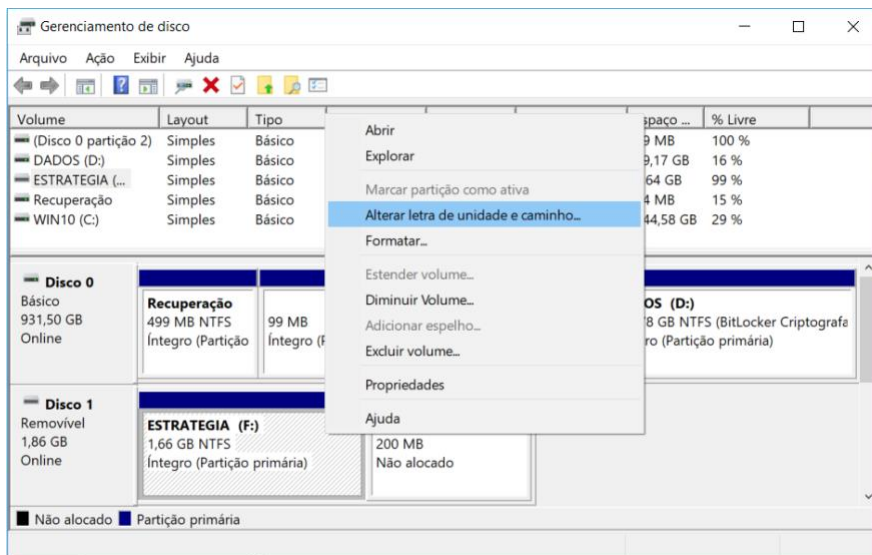 Gerenciamento de disco
Arquivo Ação Exibir Ajuda
Volume Layout Tipo spaço ... % Livre
(Disco 0 partição 2) Simples Básico 9 MB 100 %
DADOS (D:) Simples Básico 9,17 GB 16 %
ESTRATEGIA (... Simples Básico 64 GB 99 %
Recuperação Simples Básico 4 MB 15 %
WIN10 (C:) Simples Básico 44,58 GB 29 %
Abrir
Explorar
Marcar partição como ativa
Alterar letra de unidade e caminho...
Formatar...
Estender volume...
Diminuir Volume...
Adicionar espelho...
Excluir volume...
Propriedades
Ajuda
Disco 0
Básico
931,50 GB
Online
Recuperação
499 MB NTFS
Íntegro (Partição
99 MB
Íntegro (P
OS (D:)
8 GB NTFS (BitLocker Criptografa
ro (Partição primária)
Disco 1
Removível
1,86 GB
Online
ESTRATEGIA (F:)
1,66 GB NTFS
Íntegro (Partição primária)
200 MB
Não alocado
Não alocado Partição primária